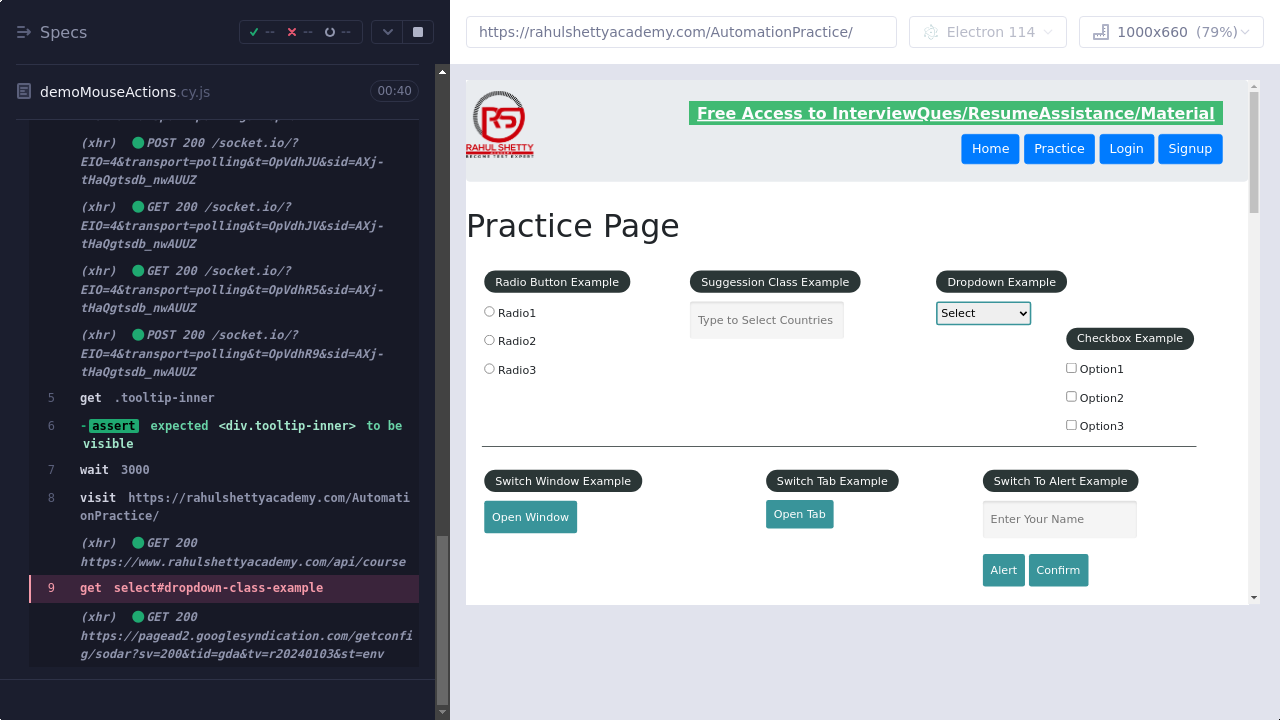 Specs
-- -- --
demoMouseActions.cy.js
00:40
(xhr) POST 200 /socket.io/?
EIO=4&transport=polling&t=OpVdhJU&sid=AXj-
tHaQgtsdb_nwAUUZ
(xhr) GET 200 /socket.io/?
EIO=4&transport=polling&t=OpVdhJV&sid=AXj-
tHaQgtsdb_nwAUUZ
(xhr) GET 200 /socket.io/?
EIO=4&transport=polling&t=OpVdhR5&sid=AXj-
tHaQgtsdb_nwAUUZ
(xhr) POST 200 /socket.io/?
EIO=4&transport=polling&t=OpVdhR9&sid=AXj-
tHaQgtsdb_nwAUUZ
5 get .tooltip-inner
6 -assert expected <div.tooltip-inner> to be
visible
7 wait 3000
8 visit https://rahulshettyacademy.com/Automati
onPractice/
(xhr) GET 200
https://www.rahulshettyacademy.com/api/course
9 get select#dropdown-class-example
(xhr) GET 200
https://pagead2.googlesyndication.com/getconfi
g/sodar?sv=200&tid=gda&tv=r20240103&st=env
https://rahulshettyacademy.com/AutomationPractice/
Electron 114
1000x660 (79%)
RS
RAHUL SHETTY
ACADEMY
Free Access to InterviewQues/ResumeAssistance/Material
Home Practice Login Signup
Practice Page
Radio Button Example
Radio1
Radio2
Radio3
Suggession Class Example
Type to Select Countries
Dropdown Example
Select
Checkbox Example
Option1
Option2
Option3
Switch Window Example
Open Window
Switch Tab Example
Open Tab
Switch To Alert Example
Enter Your Name
Alert Confirm